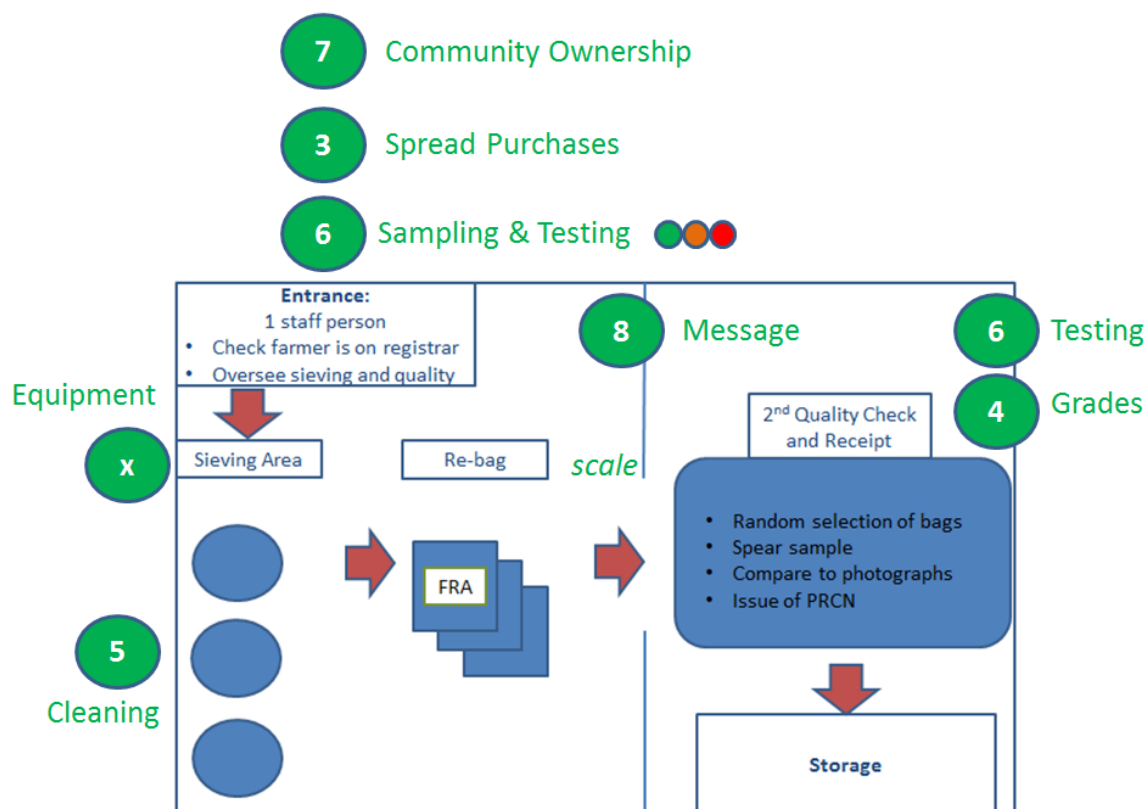 7 Community Ownership
3 Spread Purchases
6 Sampling & Testing
Entrance:
1 staff person
• Check farmer is on registrar
• Oversee sieving and quality
8 Message
6 Testing
4 Grades
Equipment
x
Sieving Area
Re-bag
scale
2nd Quality Check
and Receipt
• Random selection of bags
• Spear sample
• Compare to photographs
• Issue of PRCN
FRA
5
Cleaning
Storage